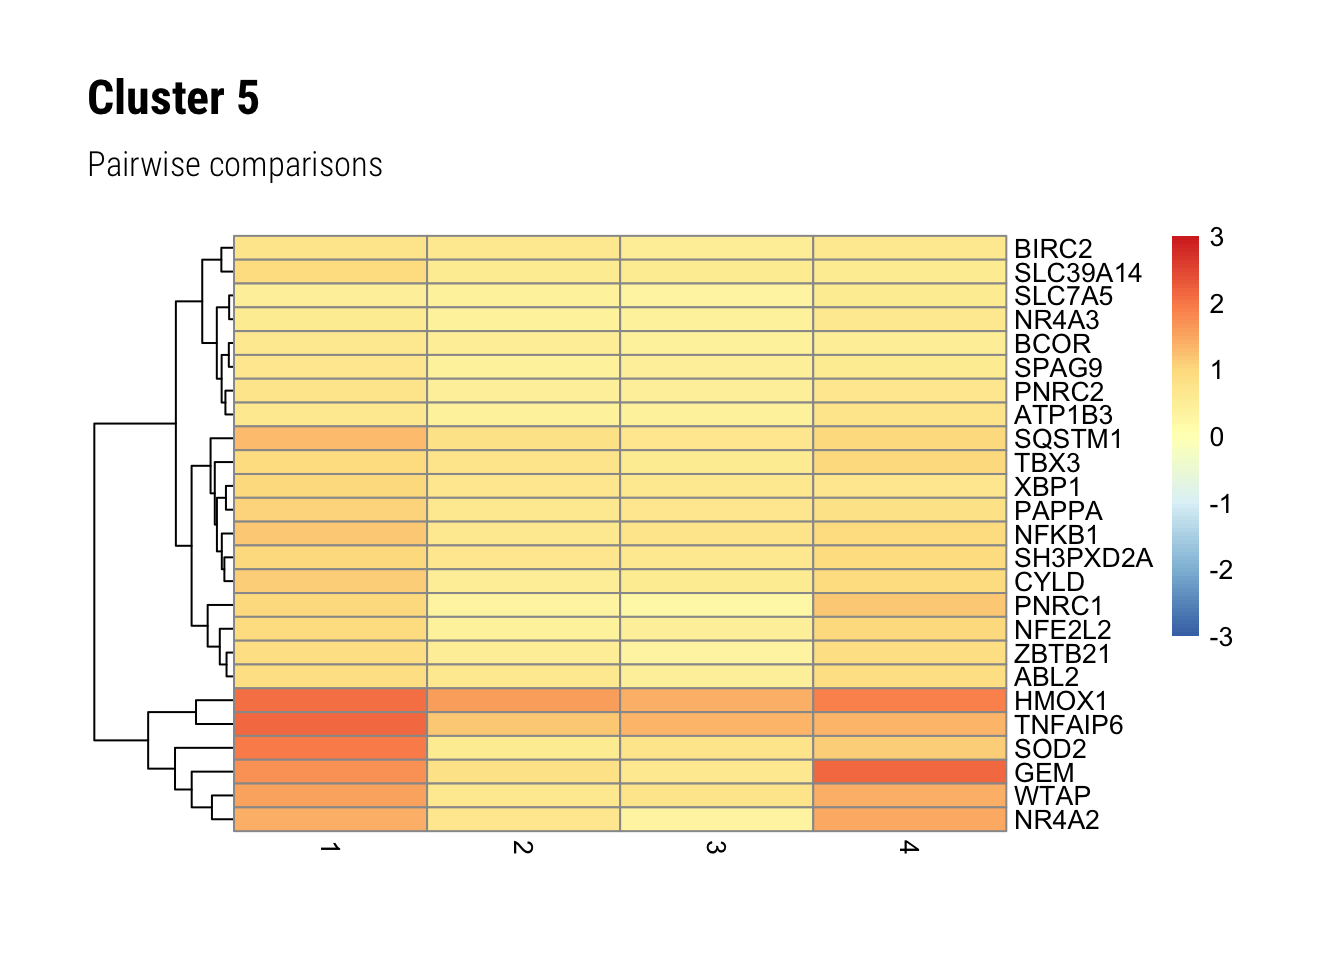 Cluster 5
Pairwise comparisons
BIRC2
SLC39A14
SLC7A5
NR4A3
BCOR
SPAG9
PNRC2
ATP1B3
SQSTM1
TBX3
XBP1
PAPPA
NFKB1
SH3PXD2A
CYLD
PNRC1
NFE2L2
ZBTB21
ABL2
HMOX1
TNFAIP6
SOD2
GEM
WTAP
NR4A2
3
2
1
0
-1
-2
-3
1 2 3 4